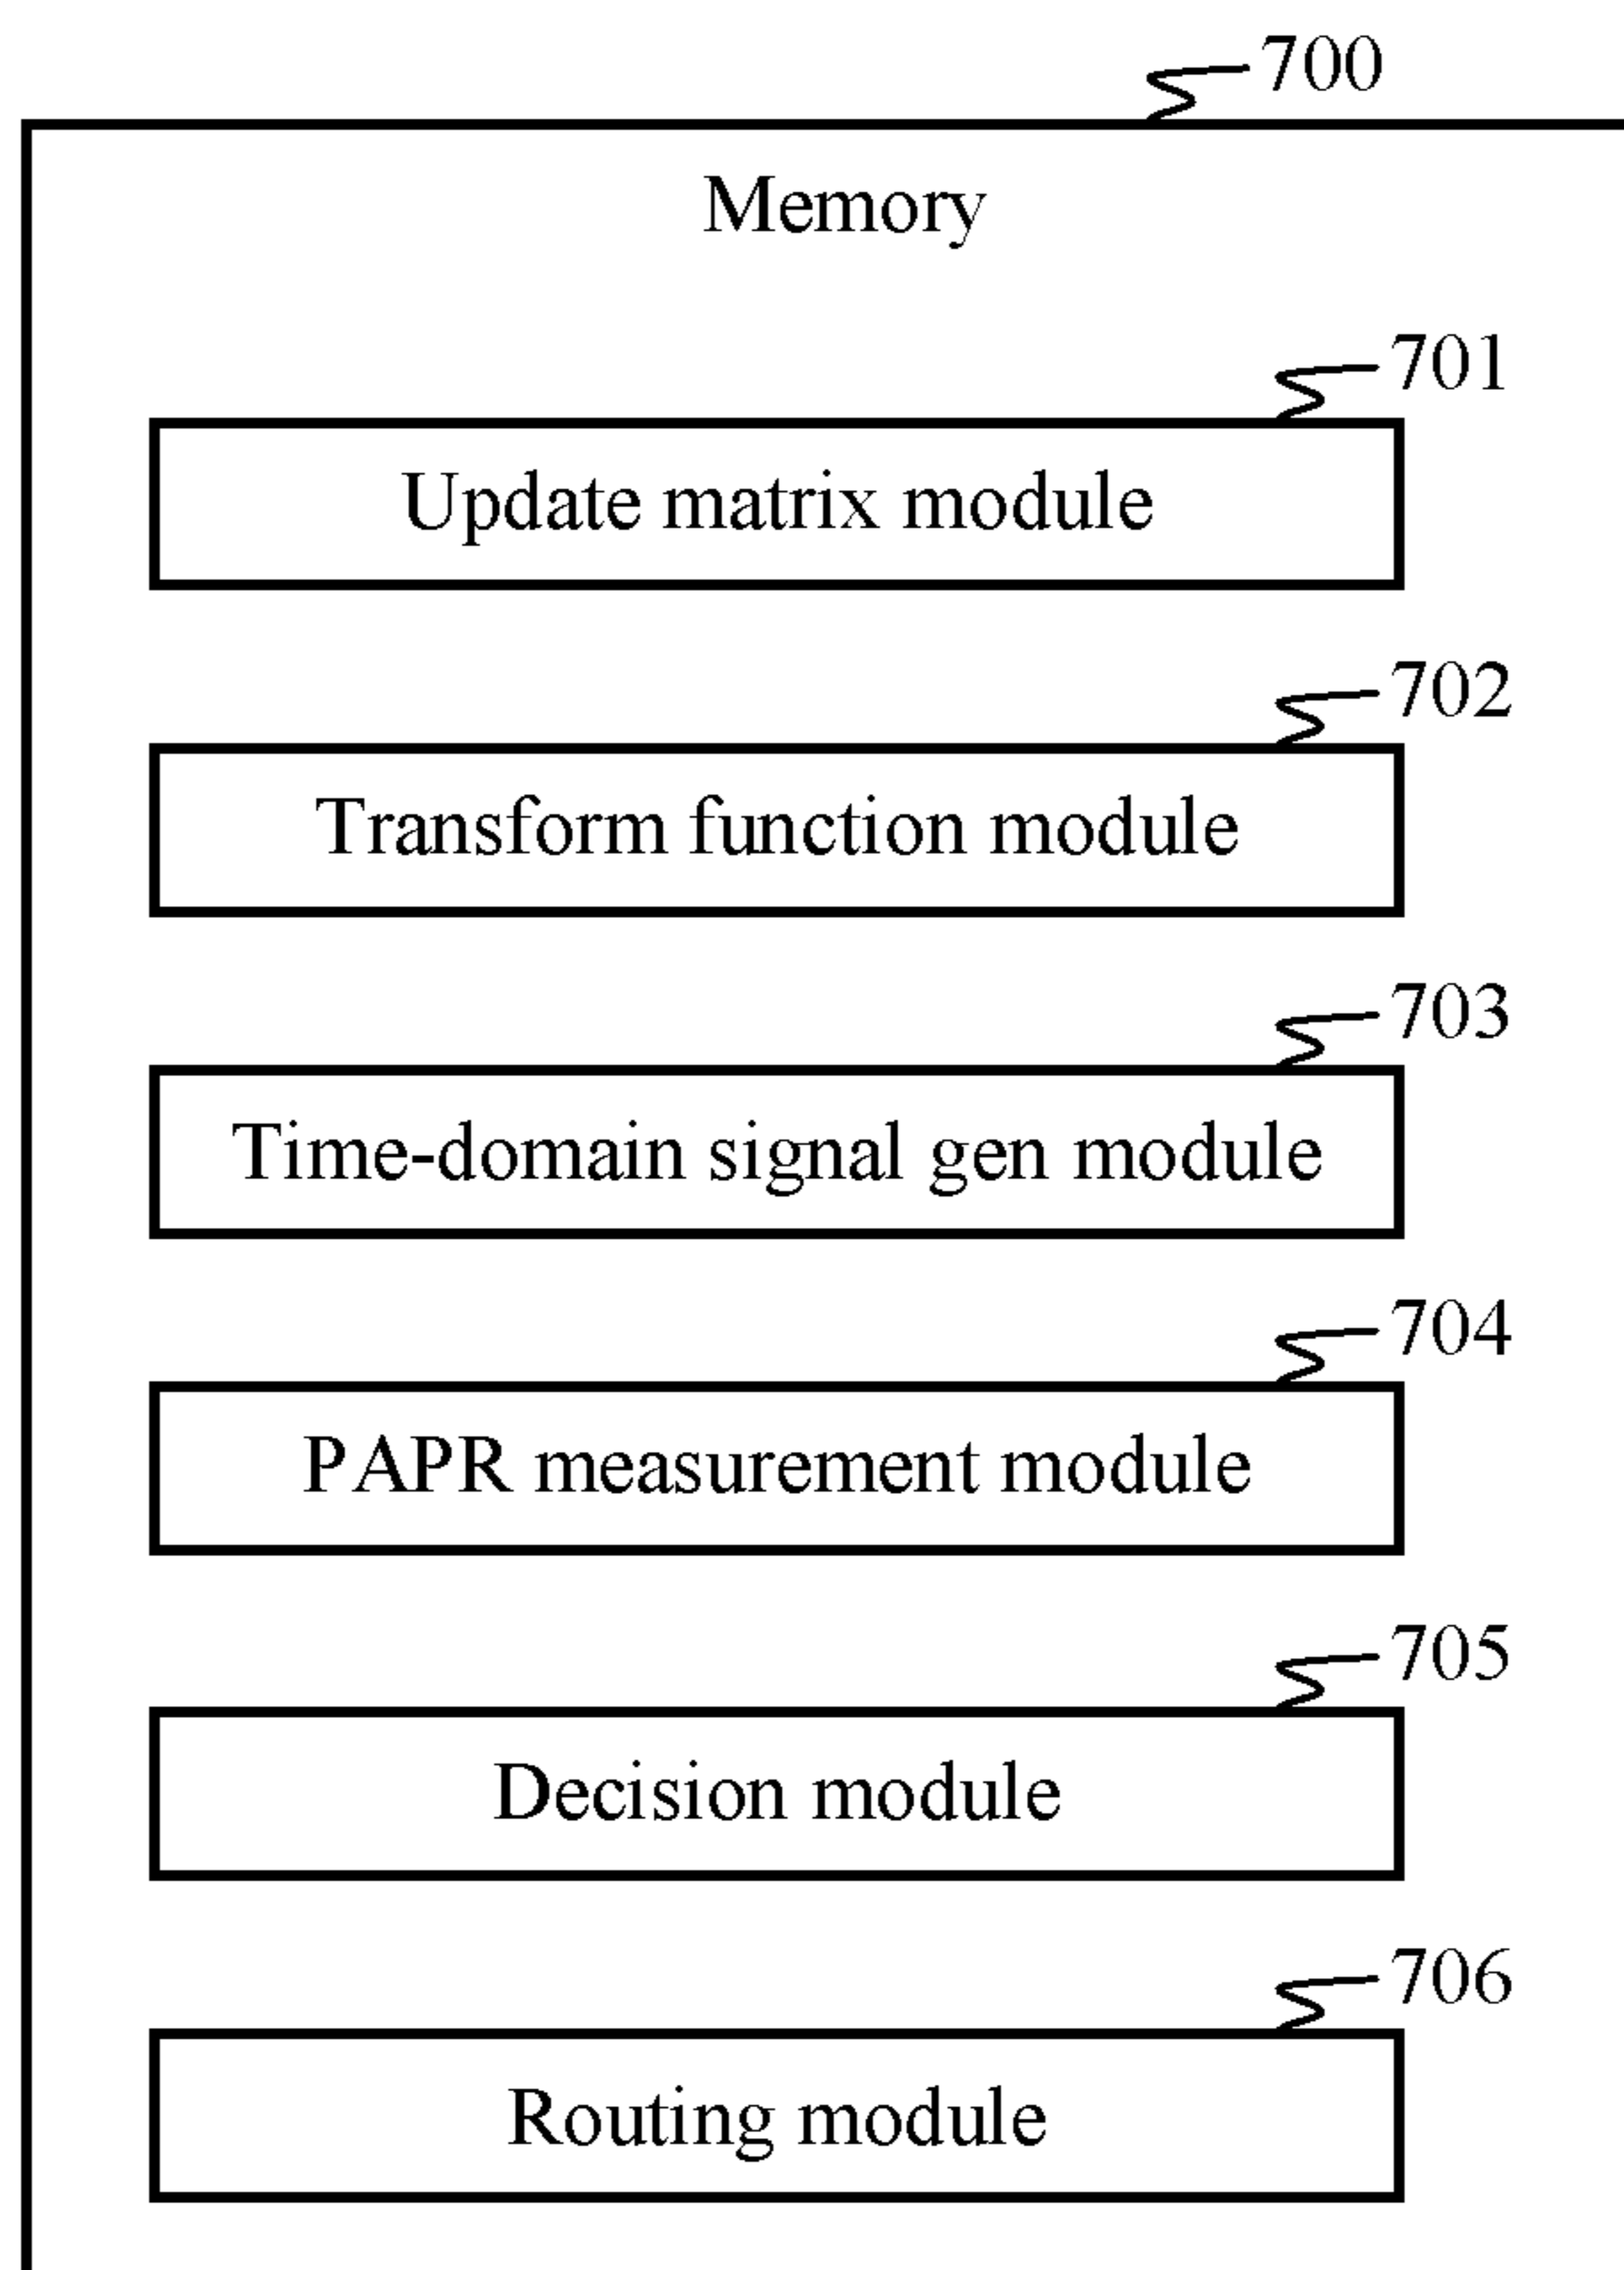 700
Memory
701
Update matrix module
702
Transform function module
703
Time-domain signal gen module
704
PAPR measurement module
705
Decision module
706
Routing module